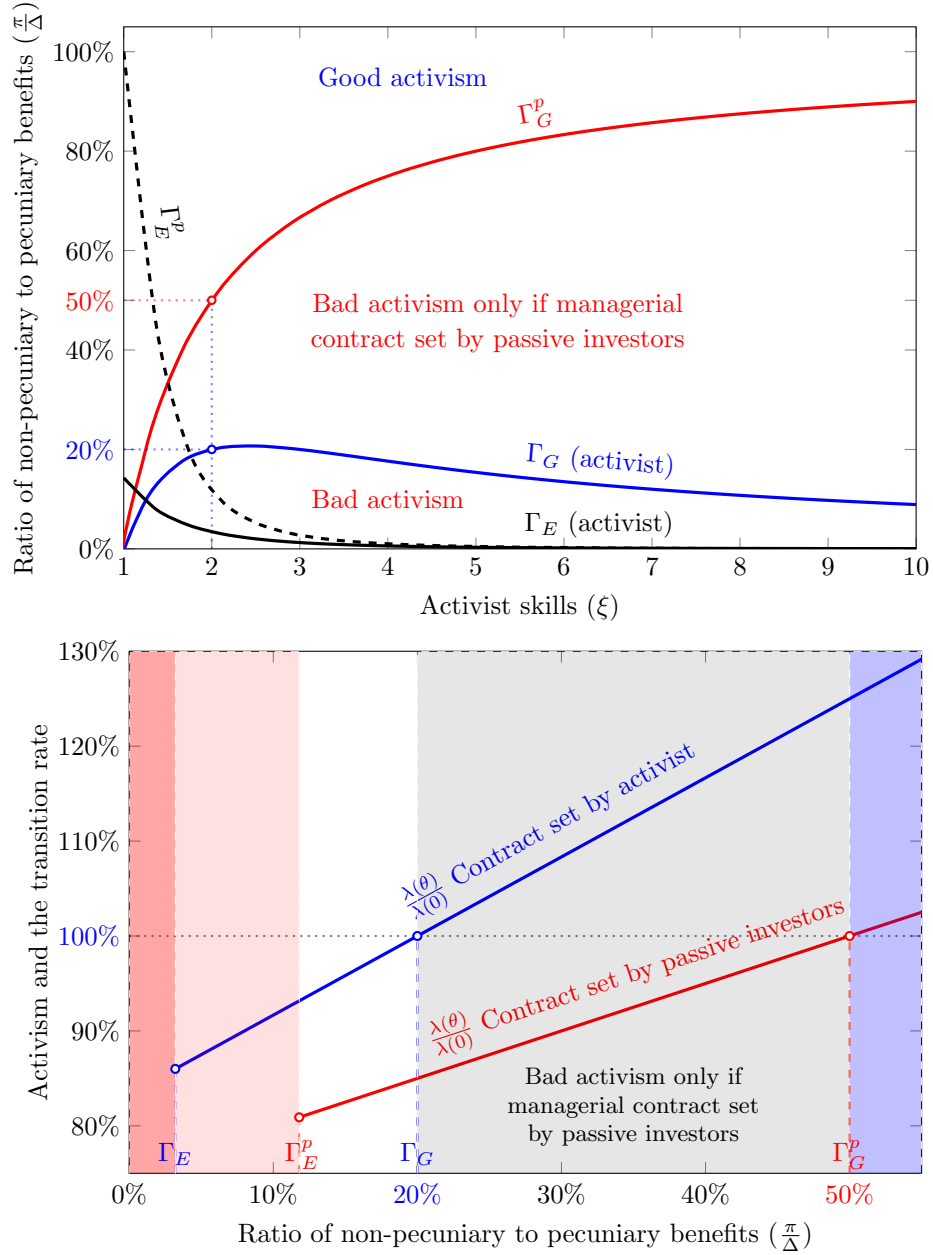 Ratio of non-pecuniary to pecuniary benefits (π/Δ)
100%
80%
60%
50%
40%
20%
0%
Good activism
Γ_G^p
Γ_E^p
Bad activism only if managerial
contract set by passive investors
Γ_G (activist)
Bad activism
Γ_E (activist)
1 2 3 4 5 6 7 8 9 10
Activist skills (ξ)
Activism and the transition rate
130%
120%
110%
100%
90%
80%
λ(θ)/λ(0) Contract set by activist
λ(θ)/λ(0) Contract set by passive investors
Bad activism only if
managerial contract set
by passive investors
Γ_E Γ_E^p Γ_G Γ_G^p
0% 10% 20% 30% 40% 50%
Ratio of non-pecuniary to pecuniary benefits (π/Δ)